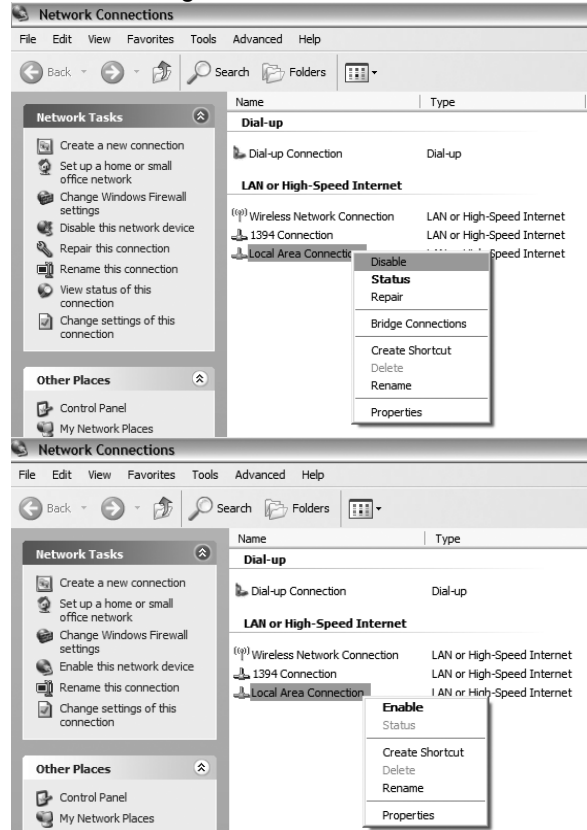 Network Connections
File Edit View Favorites Tools Advanced Help
Back Search Folders
Name Type
Network Tasks
Create a new connection
Set up a home or small
office network
Change Windows Firewall
settings
Disable this network device
Repair this connection
Rename this connection
View status of this
connection
Change settings of this
connection
Other Places
Control Panel
My Network Places
Dial-up
Dial-up Connection Dial-up
LAN or High-Speed Internet
Wireless Network Connection LAN or High-Speed Internet
1394 Connection LAN or High-Speed Internet
Local Area Connection Speed Internet
Disable
Status
Repair
Bridge Connections
Create Shortcut
Delete
Rename
Properties
Network Connections
File Edit View Favorites Tools Advanced Help
Back Search Folders
Name Type
Network Tasks
Create a new connection
Set up a home or small
office network
Change Windows Firewall
settings
Enable this network device
Rename this connection
Change settings of this
connection
Other Places
Control Panel
My Network Places
Dial-up
Dial-up Connection Dial-up
LAN or High-Speed Internet
Wireless Network Connection LAN or High-Speed Internet
1394 Connection LAN or High-Speed Internet
Local Area Connection LAN or High-Speed Internet
Enable
Status
Create Shortcut
Delete
Rename
Properties